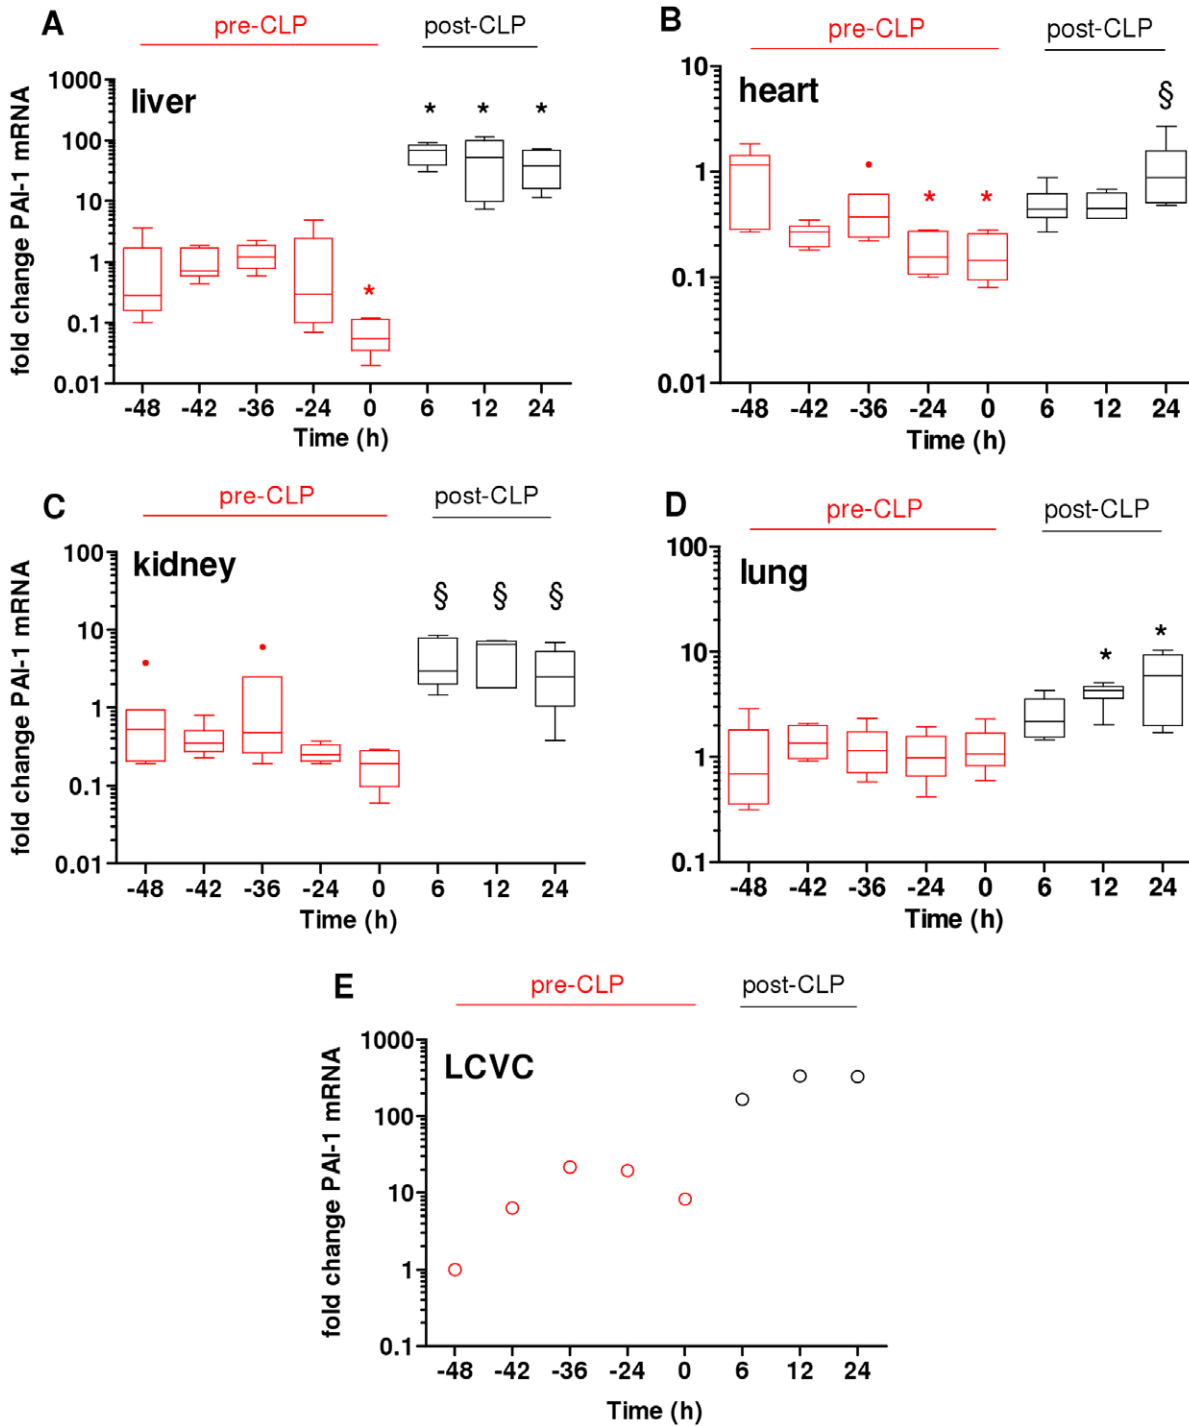 A
pre-CLP
post-CLP
liver
fold change PAI-1 mRNA
1000
100
10
1
0.1
0.01
* * *
*
-48 -42 -36 -24 0 6 12 24
Time (h)
B
pre-CLP
post-CLP
heart
10
1
0.1
0.01
§
* *
-48 -42 -36 -24 0 6 12 24
Time (h)
C
pre-CLP
post-CLP
kidney
fold change PAI-1 mRNA
100
10
1
0.1
0.01
§ § §
-48 -42 -36 -24 0 6 12 24
Time (h)
D
pre-CLP
post-CLP
lung
100
10
1
0.1
* *
-48 -42 -36 -24 0 6 12 24
Time (h)
E
pre-CLP
post-CLP
LCVC
fold change PAI-1 mRNA
1000
100
10
1
0.1
-48 -42 -36 -24 0 6 12 24
Time (h)